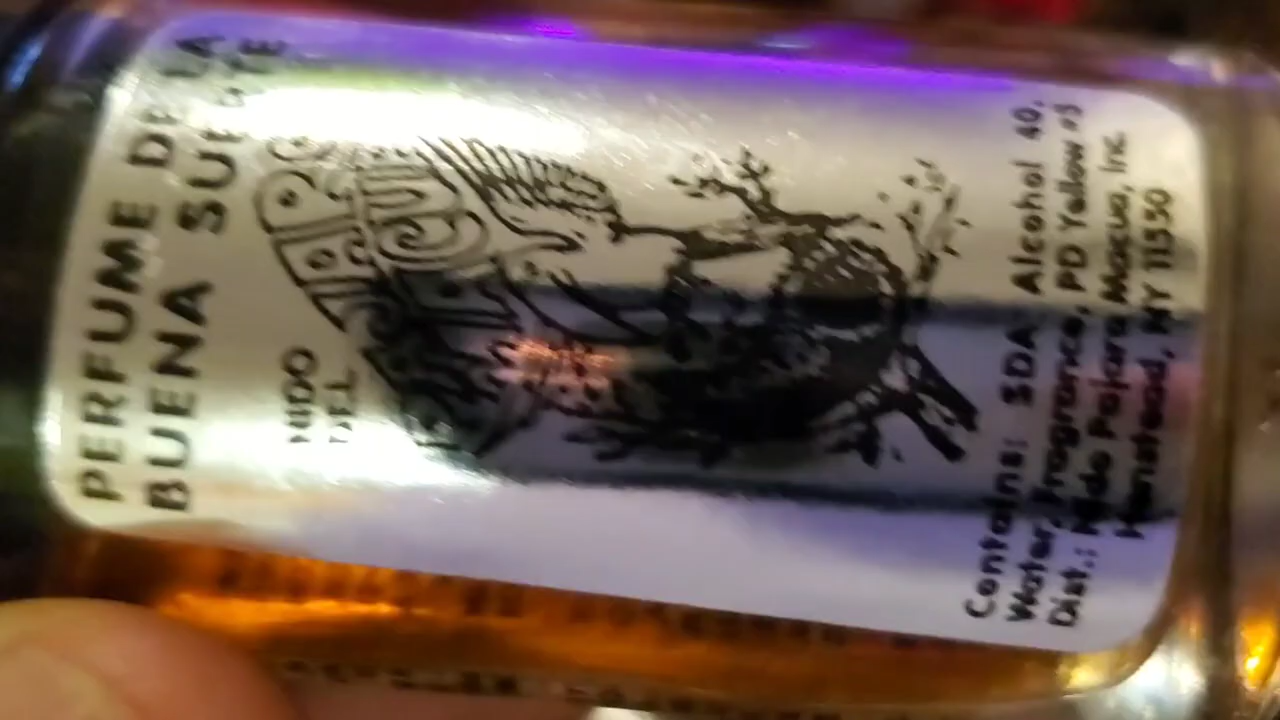 PERFUME DE LA
BUENA SUERTE
NIDO
DEL
Contains: SDA Alcohol 40,
Water, Fragrance, PD Yellow #5
Dist.: Nido Pajaro Macua, Inc.
Hemstead, NY 11550